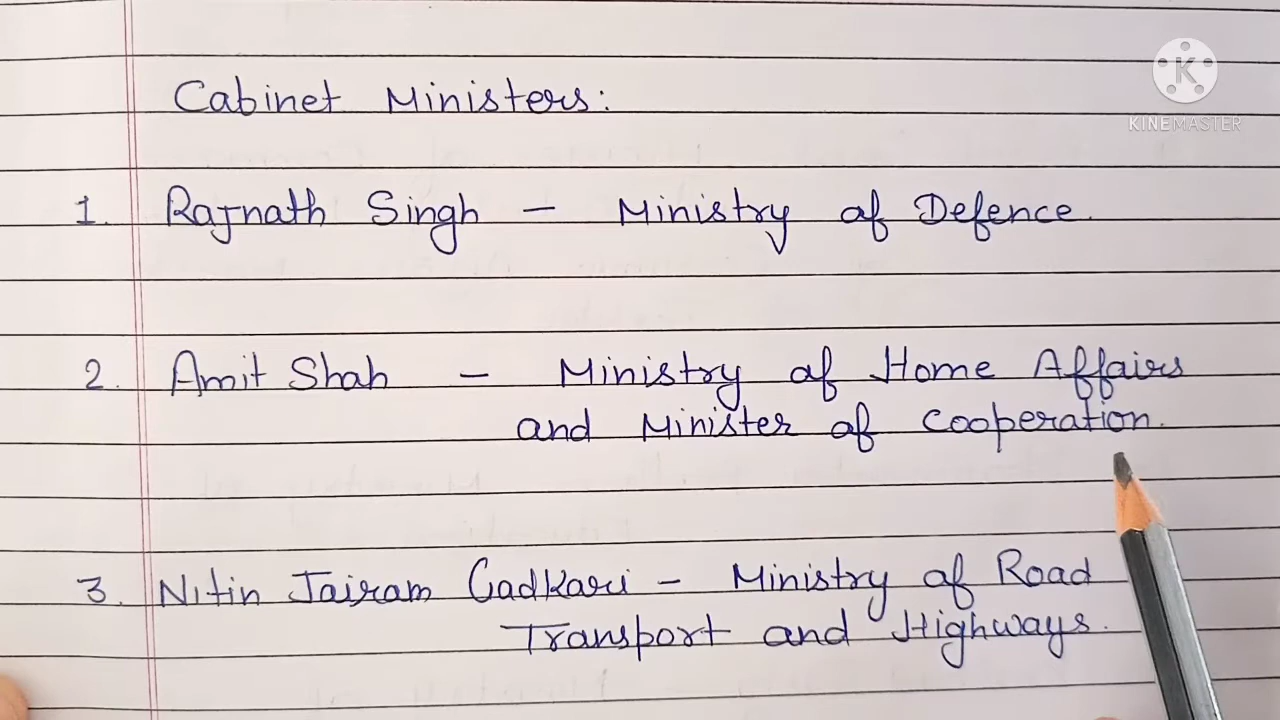 Cabinet Ministers:
KINEMASTER
1. Rajnath Singh - Ministry of Defence.
2. Amit Shah - Ministry of Home Affairs
and Minister of Cooperation.
3. Nitin Jairam Gadkari - Ministry of Road
Transport and Highways.